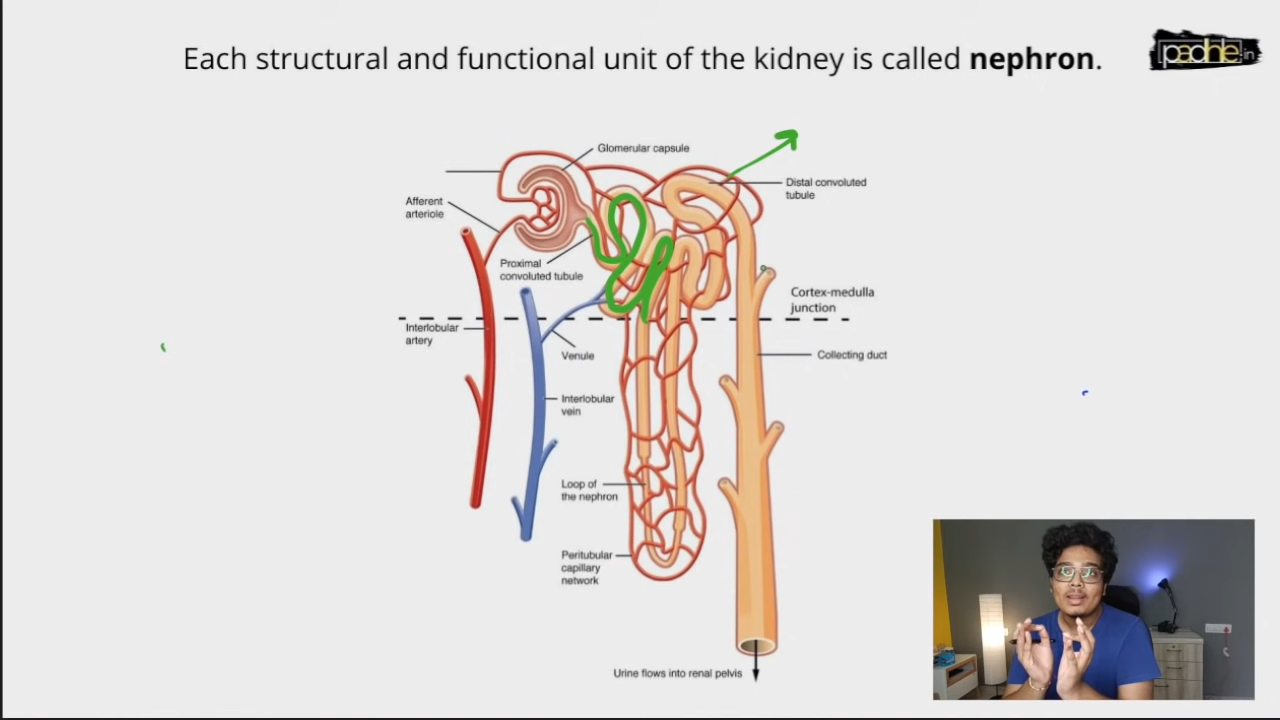 Each structural and functional unit of the kidney is called nephron.
padhle.in
Glomerular capsule
Distal convoluted
tubule
Afferent
arteriole
Proximal
convoluted tubule
Cortex-medulla
junction
Interlobular
artery
Venule
Collecting duct
Interlobular
vein
Loop of
the nephron
Peritubular
capillary
network
Urine flows into renal pelvis